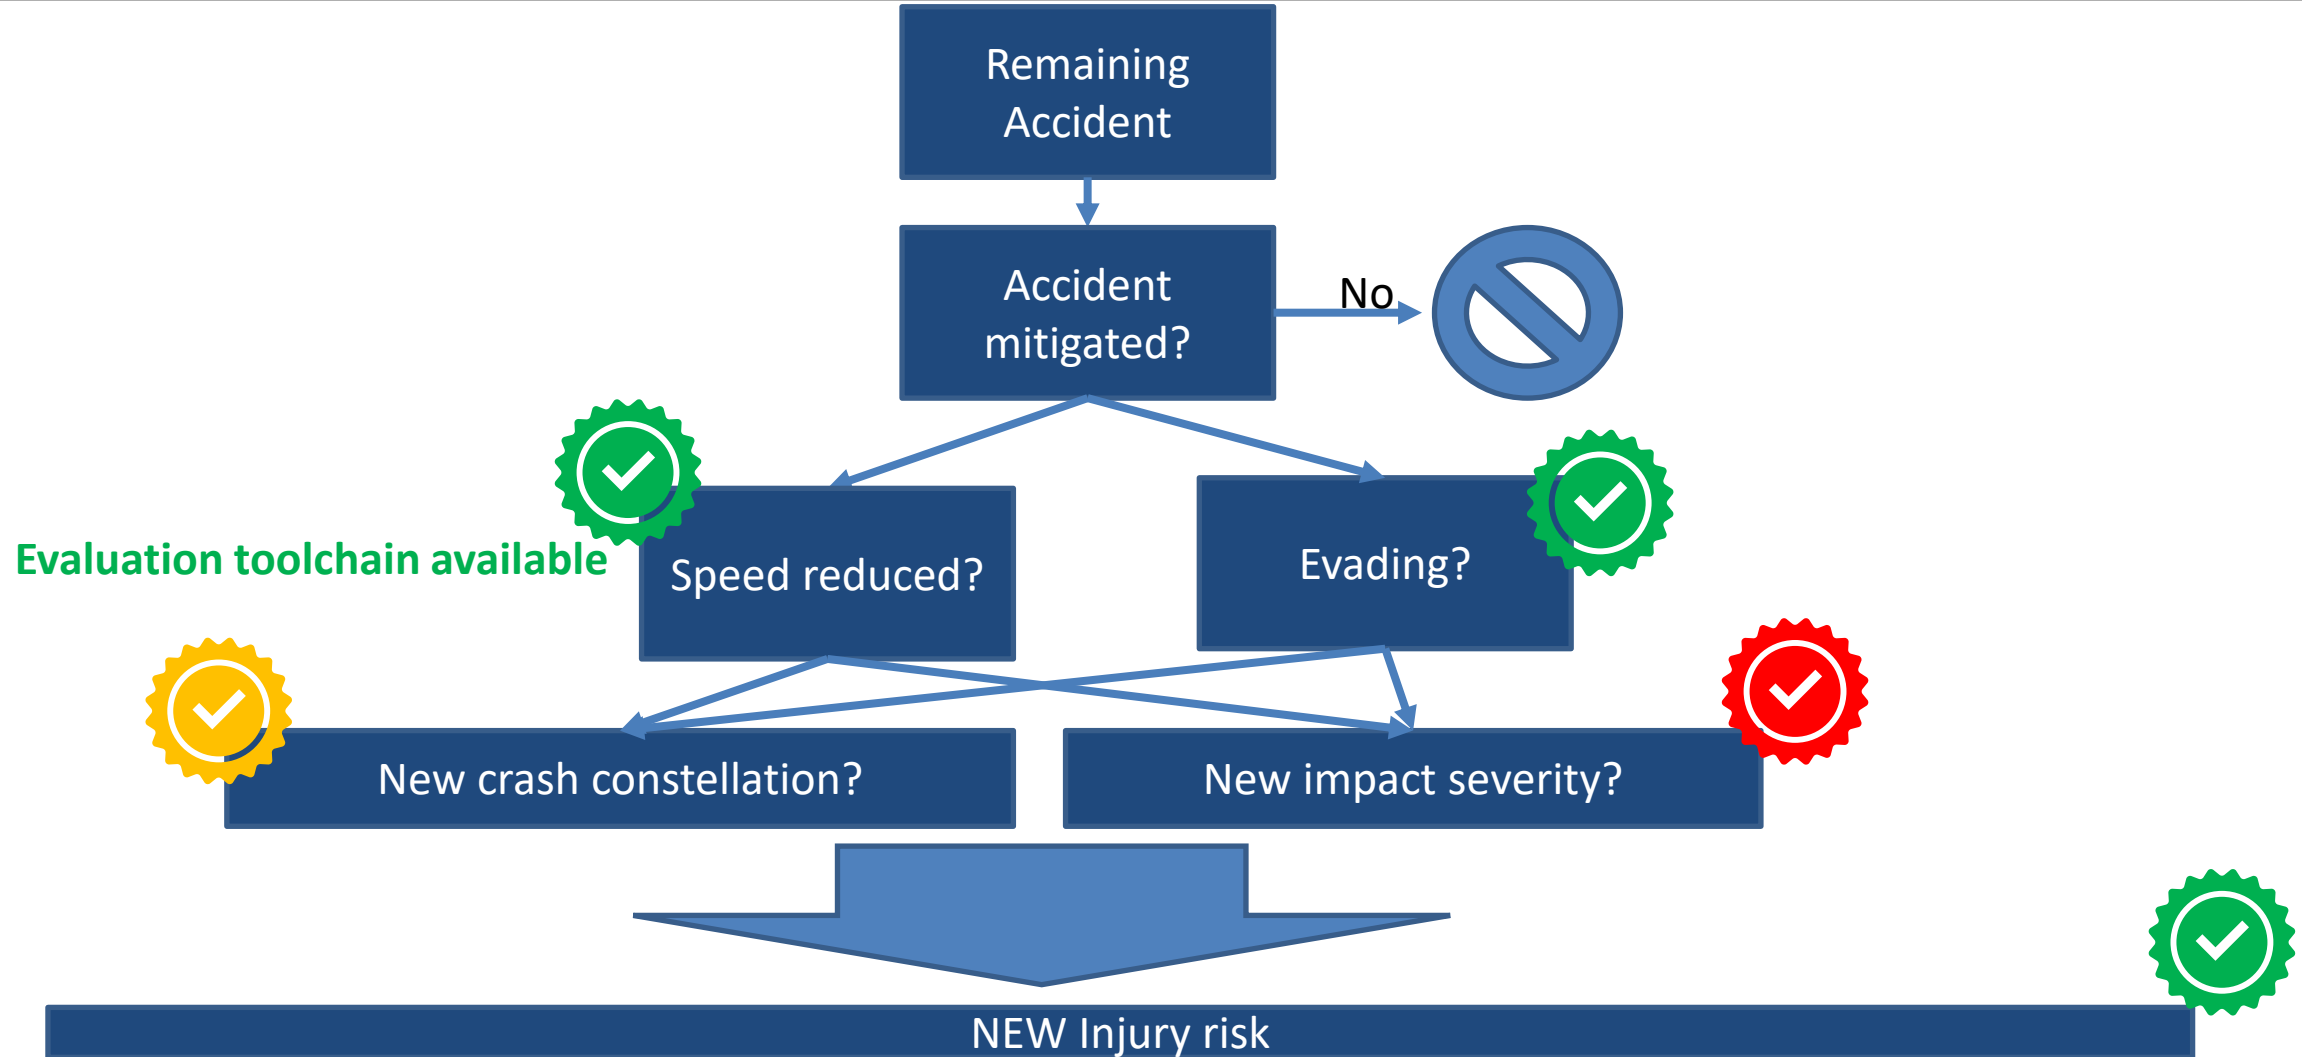 Remaining
Accident
Accident
mitigated?
No
Evaluation toolchain available
Speed reduced?
Evading?
New crash constellation?
New impact severity?
NEW Injury risk